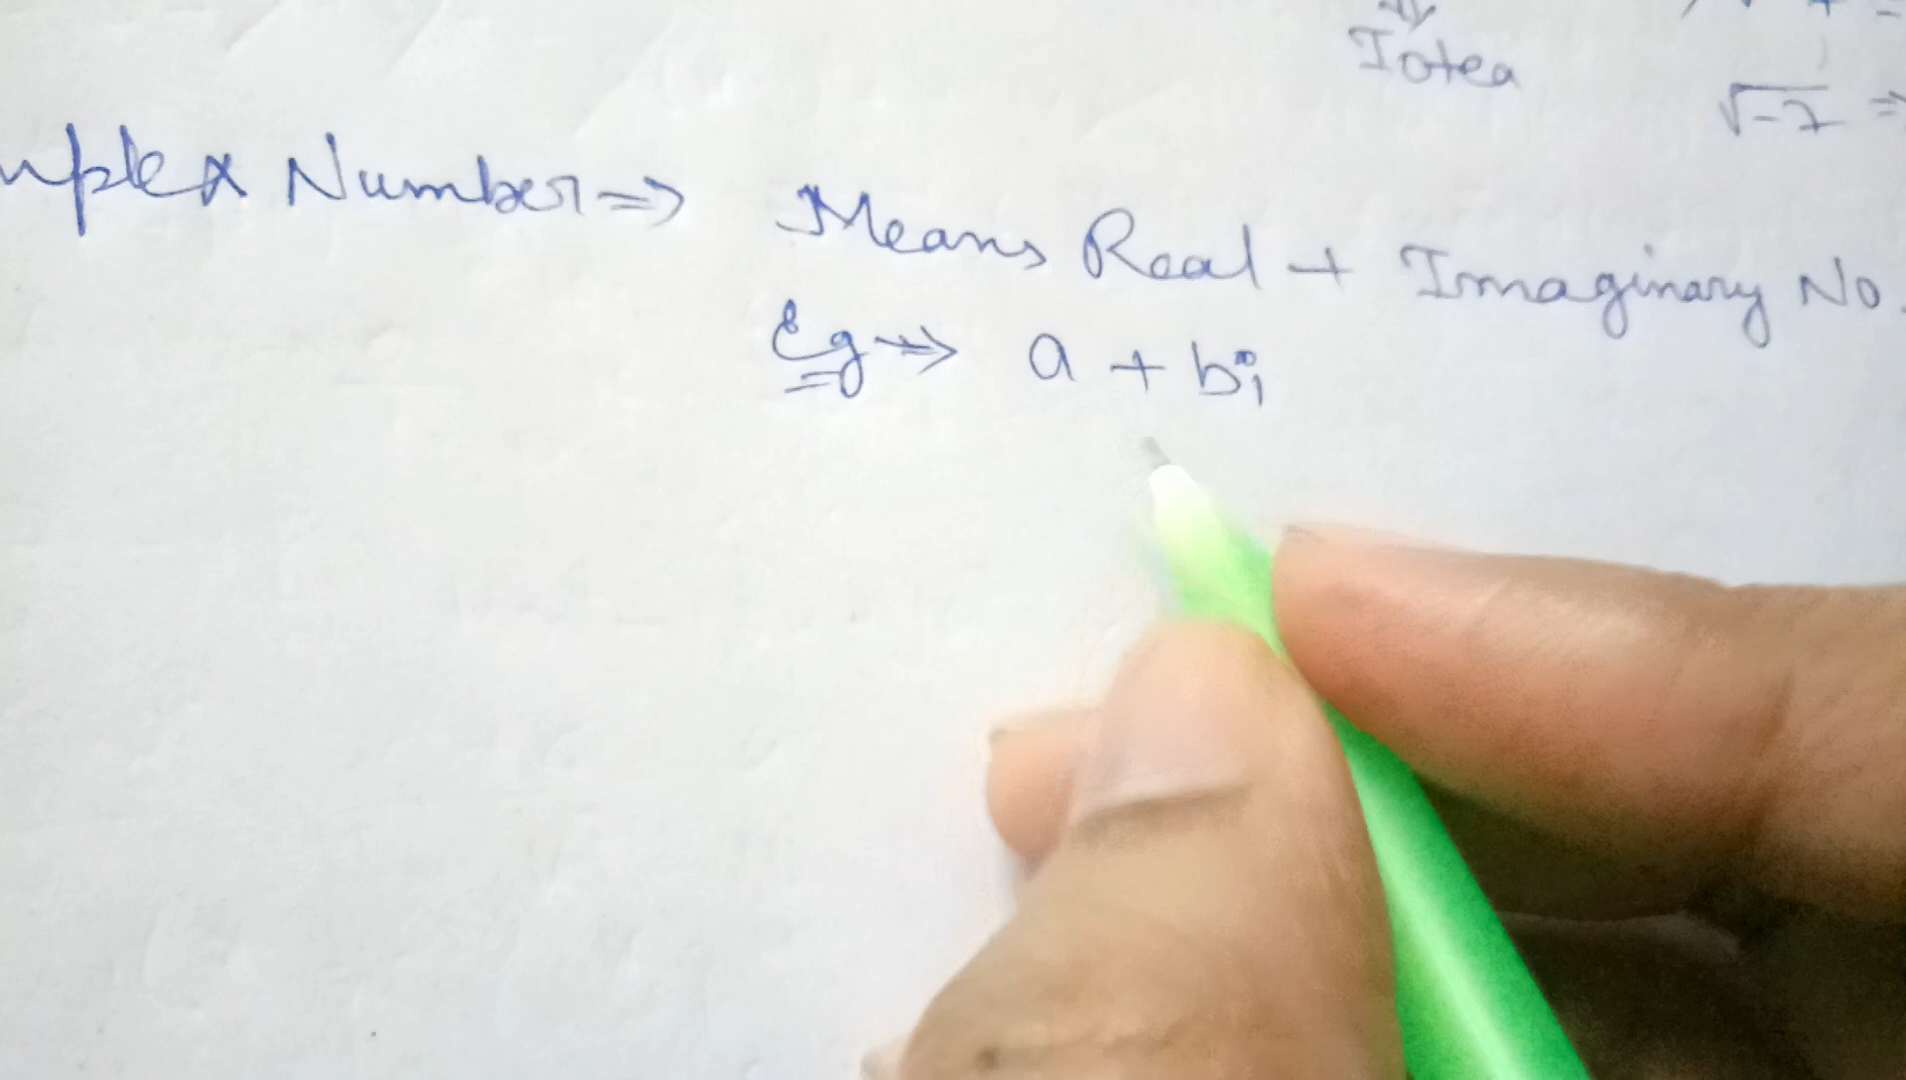 Iotea
√-7 ⇒
mplex Number ⇒ Means Real + Imaginary No.
Eg → a + bi